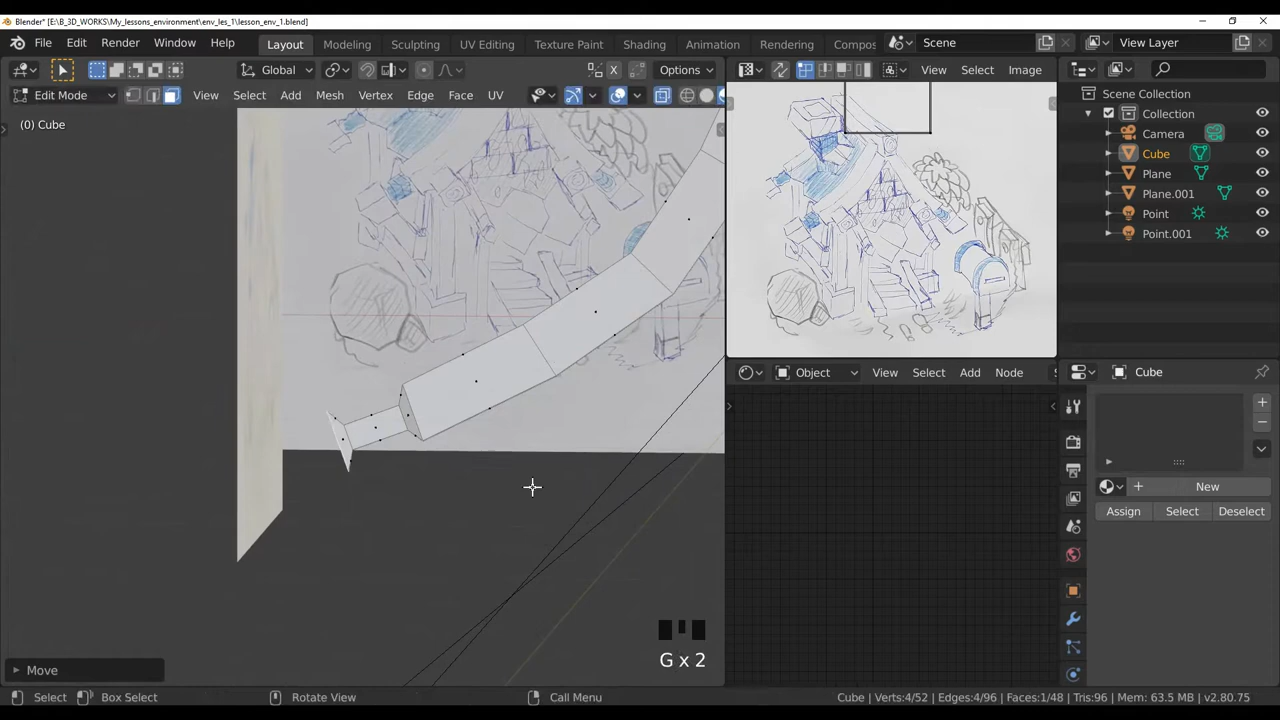 Blender* [E:\B_3D_WORKS\My_lessons_environment\env_les_1\lesson_env_1.blend]
File Edit Render Window Help Layout Modeling Sculpting UV Editing Texture Paint Shading Animation Rendering Compos Scene View Layer
Global X Options View Select Image
Edit Mode View Select Add Mesh Vertex Edge Face UV
Scene Collection
Collection
Camera
Cube
Plane
Plane.001
Point
Point.001
(0) Cube
Object View Select Add Node
Cube
New
Assign Select Deselect
G x 2
Move
Select Box Select Rotate View Call Menu Cube | Verts:4/52 | Edges:4/96 | Faces:1/48 | Tris:96 | Mem: 63.5 MB | v2.80.75